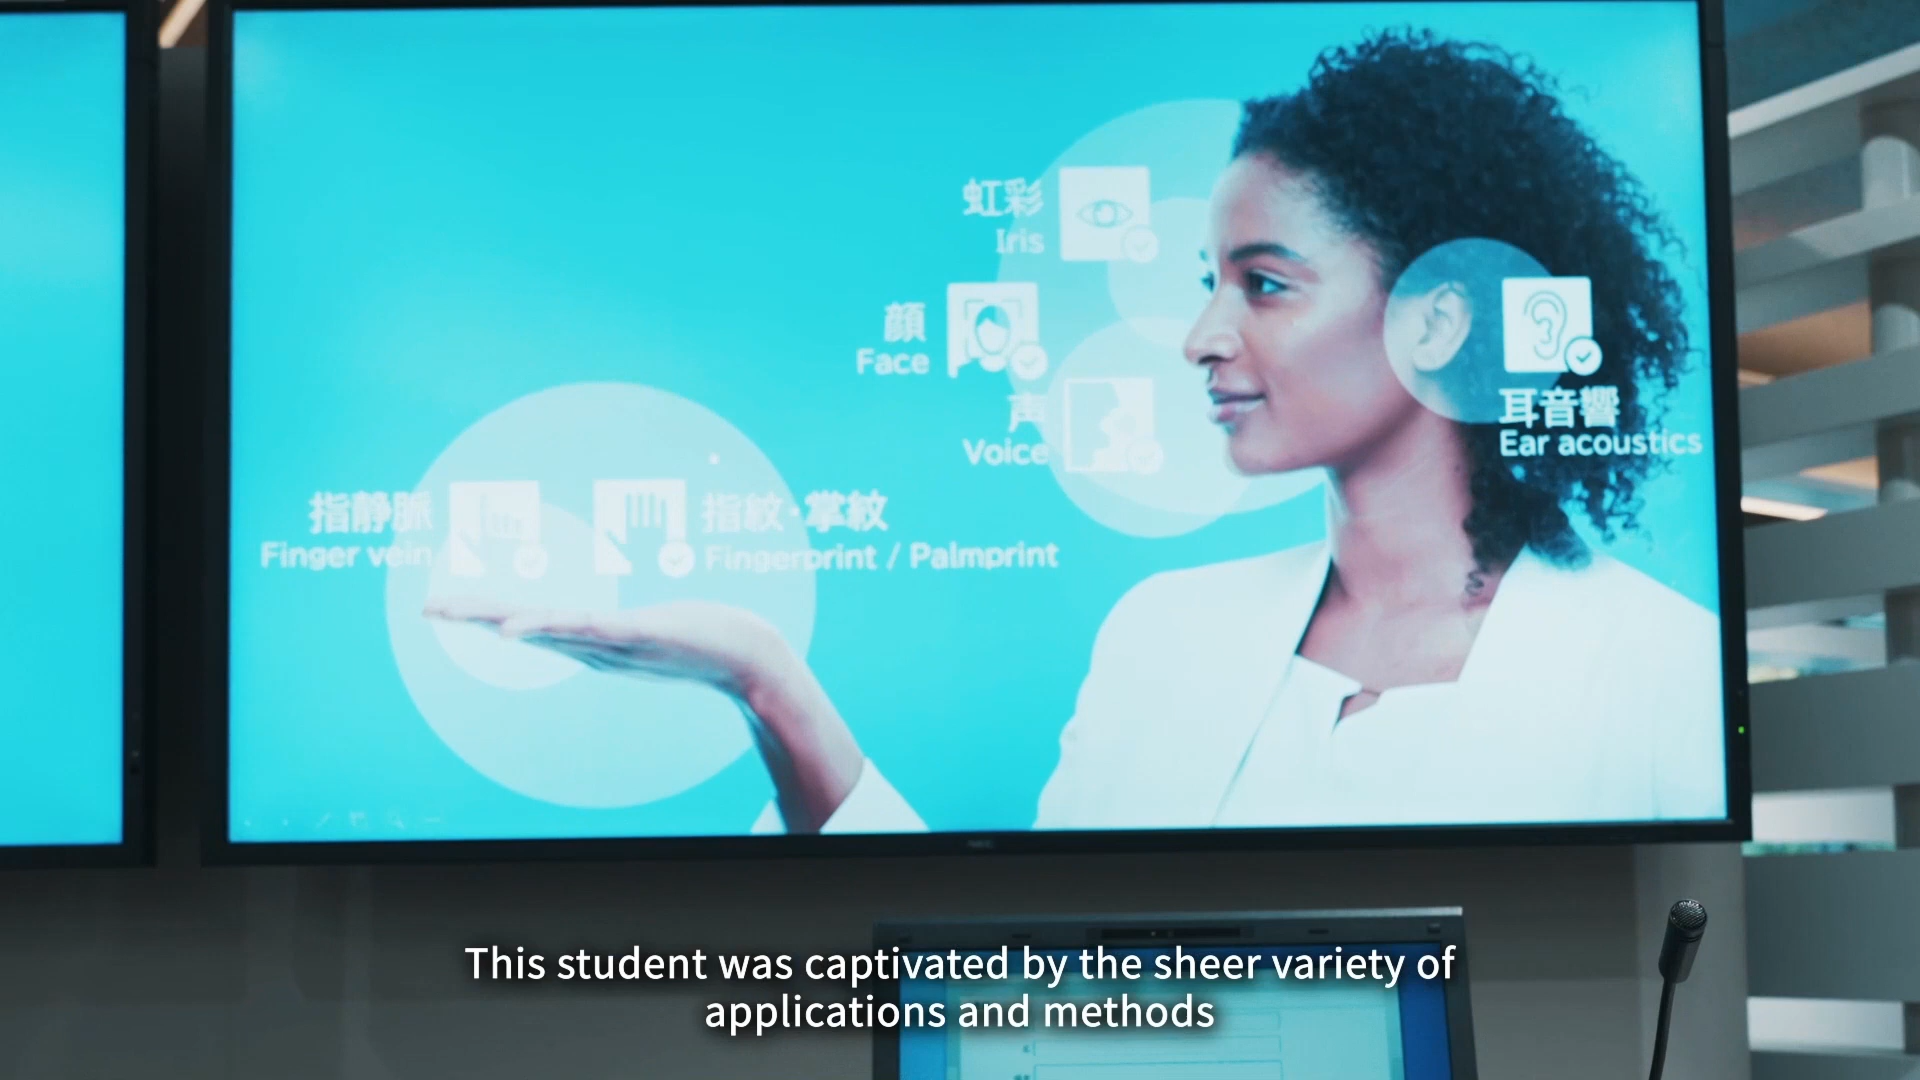 虹彩
Iris
顔
Face
声
Voice
耳音響
Ear acoustics
指静脈
Finger vein
指紋・掌紋
Fingerprint / Palmprint
NEC
This student was captivated by the sheer variety of
applications and methods